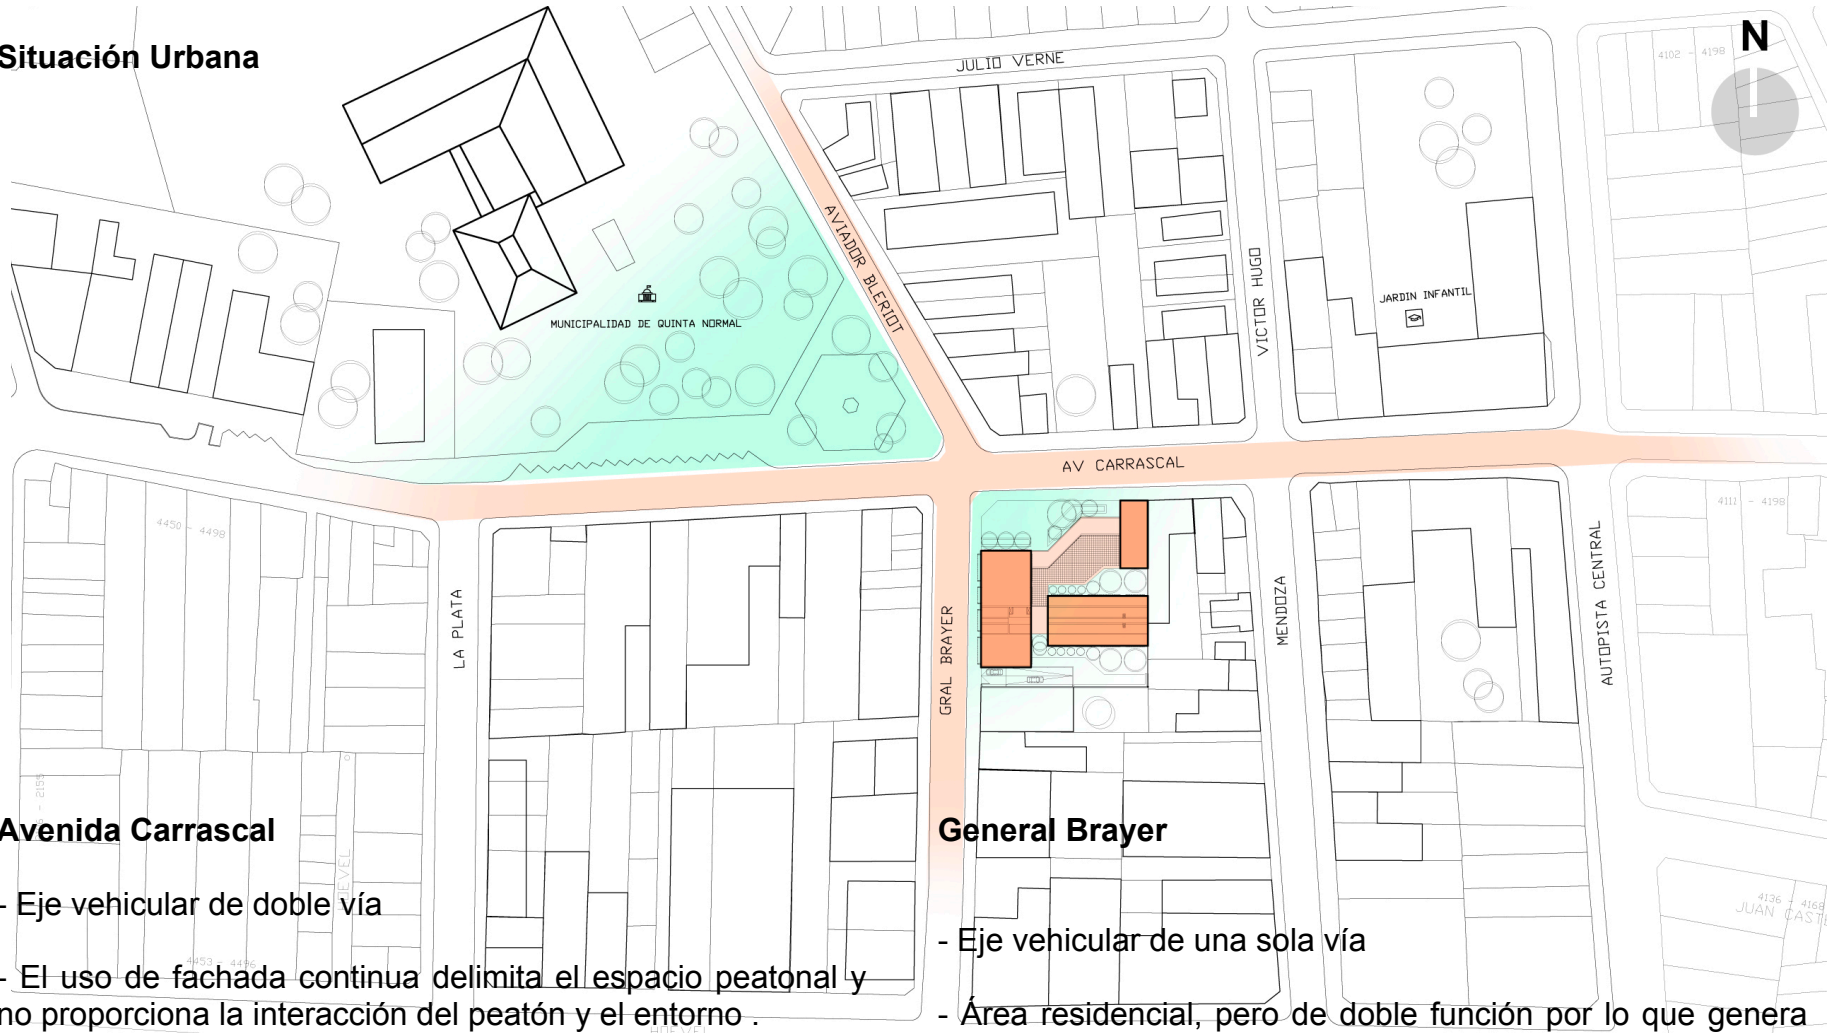 Situación Urbana
N
JULIO VERNE
4102 - 4198
AVIADOR BLERIOT
VICTOR HUGO
JARDIN INFANTIL
MUNICIPALIDAD DE QUINTA NORMAL
AV CARRASCAL
4450 - 4498
4111 - 4198
LA PLATA
GRAL BRAYER
MENDOZA
AUTOPISTA CENTRAL
Avenida Carrascal
- Eje vehicular de doble vía
- El uso de fachada continua delimita el espacio peatonal y
no proporciona la interacción del peatón y el entorno .
General Brayer
- Eje vehicular de una sola vía
- Área residencial, pero de doble función por lo que genera
4136 - 4168
4453 - 4496
HOEVEL